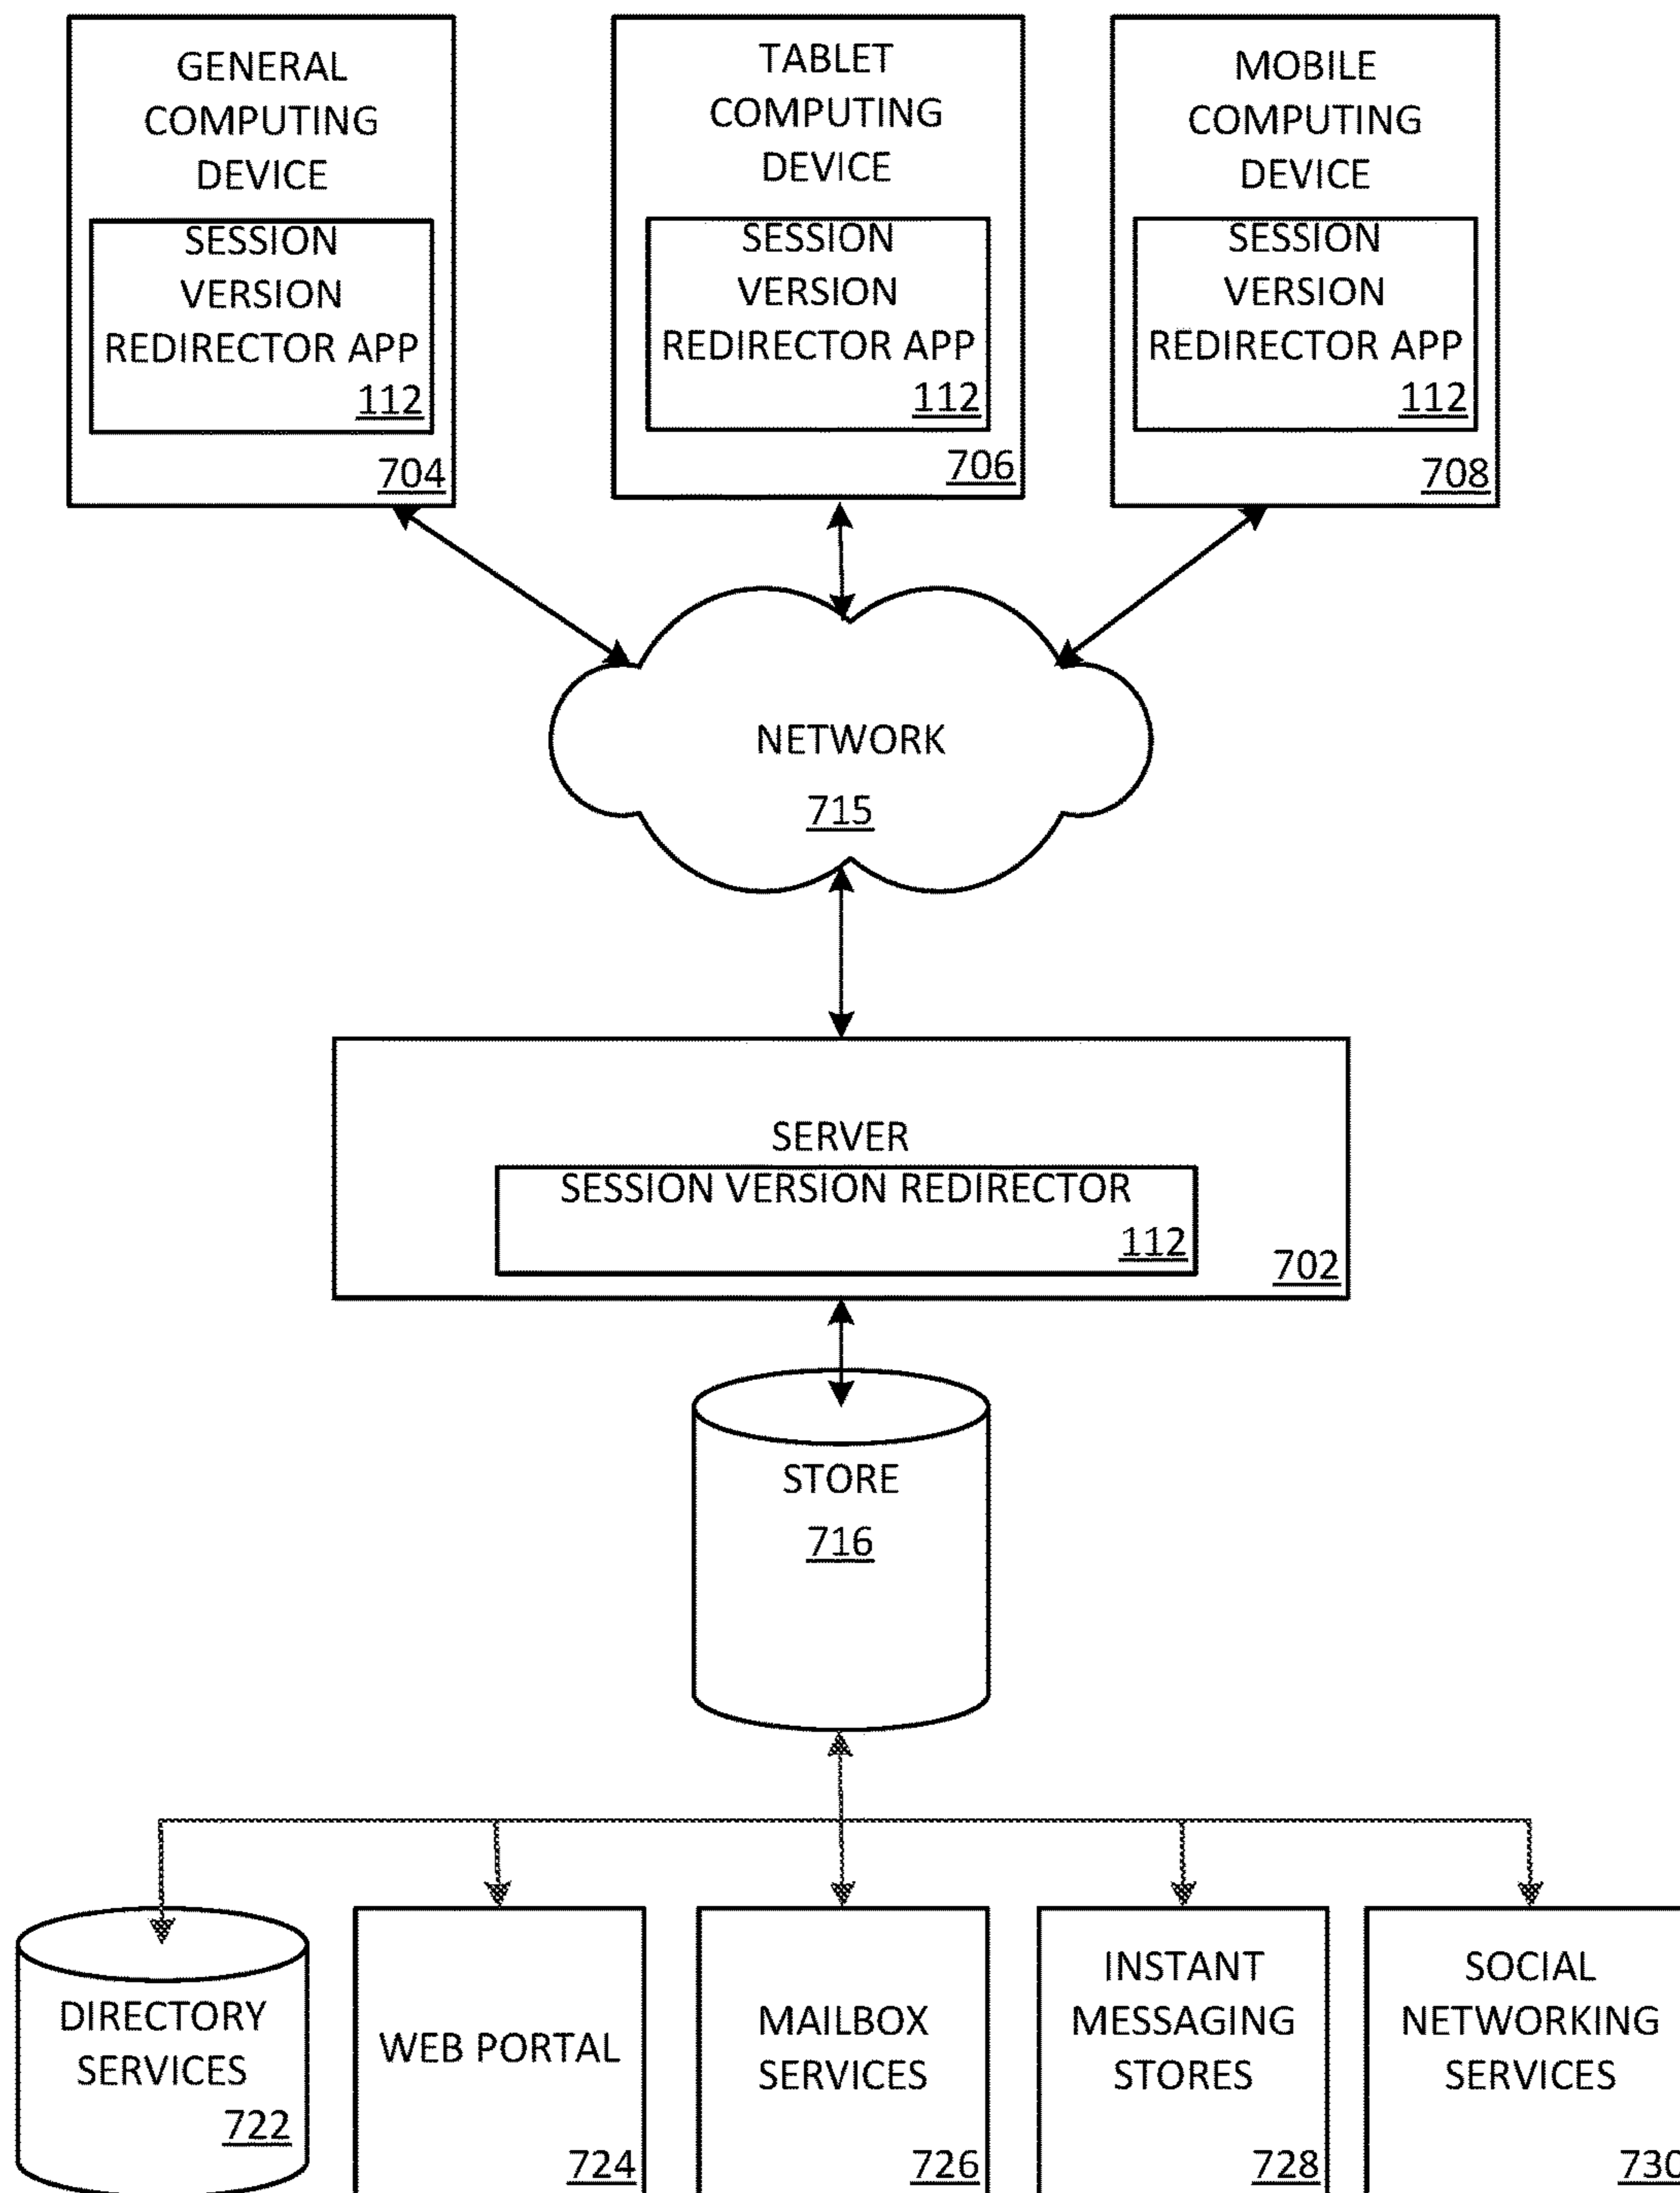 GENERAL
COMPUTING
DEVICE
SESSION
VERSION
REDIRECTOR APP
112
704
TABLET
COMPUTING
DEVICE
SESSION
VERSION
REDIRECTOR APP
112
706
MOBILE
COMPUTING
DEVICE
SESSION
VERSION
REDIRECTOR APP
112
708
NETWORK
715
SERVER
SESSION VERSION REDIRECTOR
112
702
STORE
716
DIRECTORY
SERVICES
722
WEB PORTAL
724
MAILBOX
SERVICES
726
INSTANT
MESSAGING
STORES
728
SOCIAL
NETWORKING
SERVICES
730